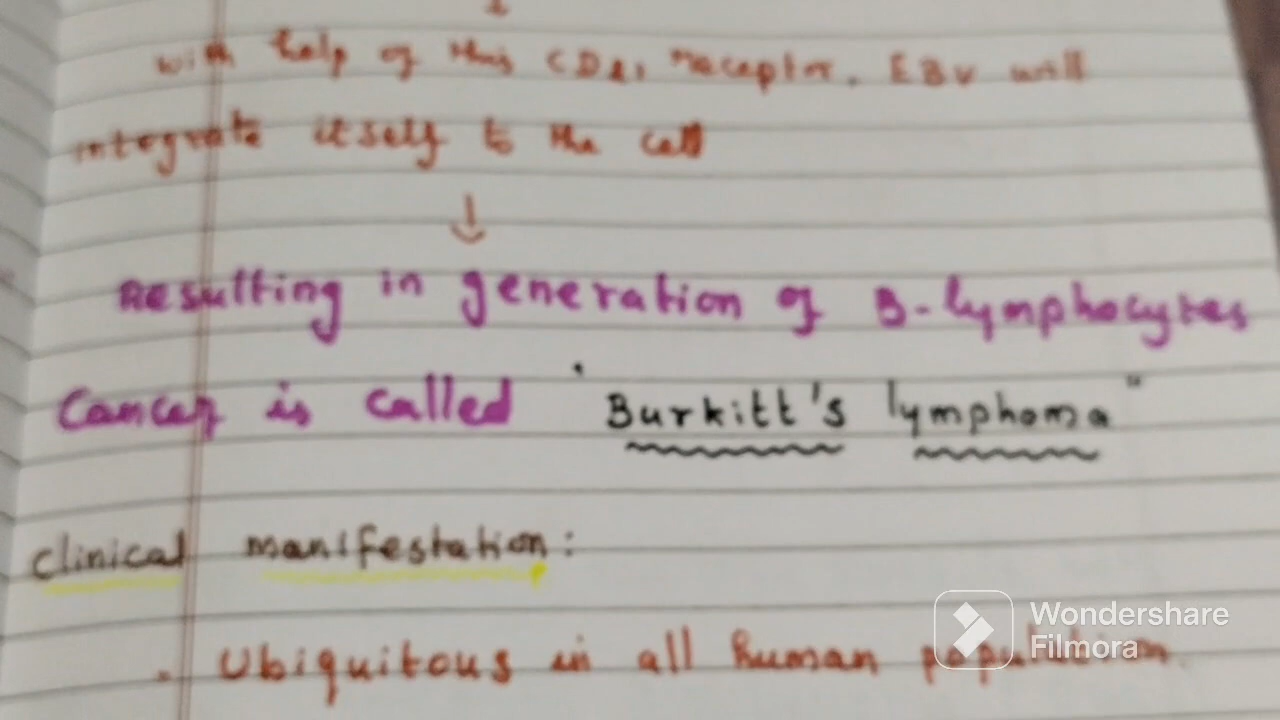 with help of this CD21 receptor. EBV will
integrate itself to the cell
↓
Resulting in generation of B-lymphocytes
Cancer is called "Burkitt's lymphoma"
clinical manifestation:
. Ubiquitous in all human population.
Wondershare
Filmora